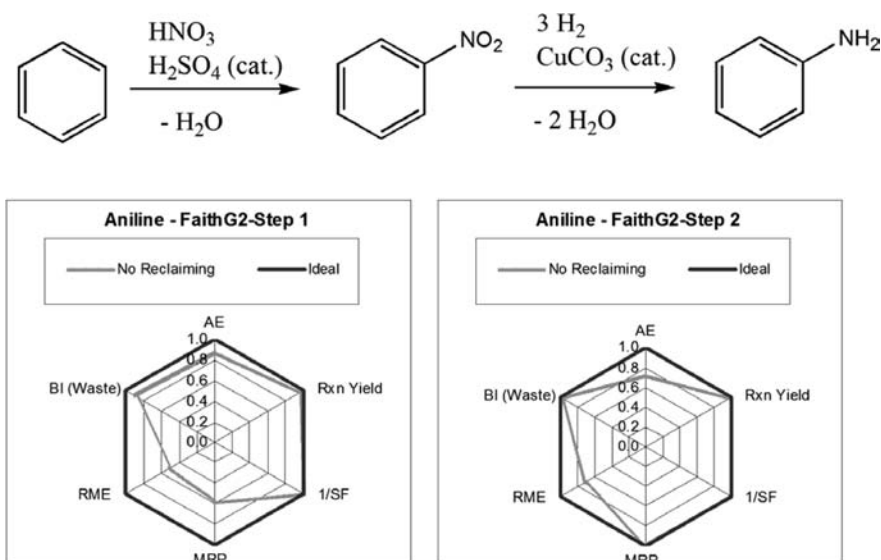 HNO₃
H₂SO₄ (cat.)
- H₂O
NO₂
3 H₂
CuCO₃ (cat.)
- 2 H₂O
NH₂
Aniline - FaithG2-Step 1
No Reclaiming
Ideal
AE
1.0
0.8
0.6
0.4
0.2
0.0
BI (Waste)
Rxn Yield
RME
1/SF
MRP
Aniline - FaithG2-Step 2
No Reclaiming
Ideal
AE
1.0
0.8
0.6
0.4
0.2
0.0
BI (Waste)
Rxn Yield
RME
1/SF
MRP